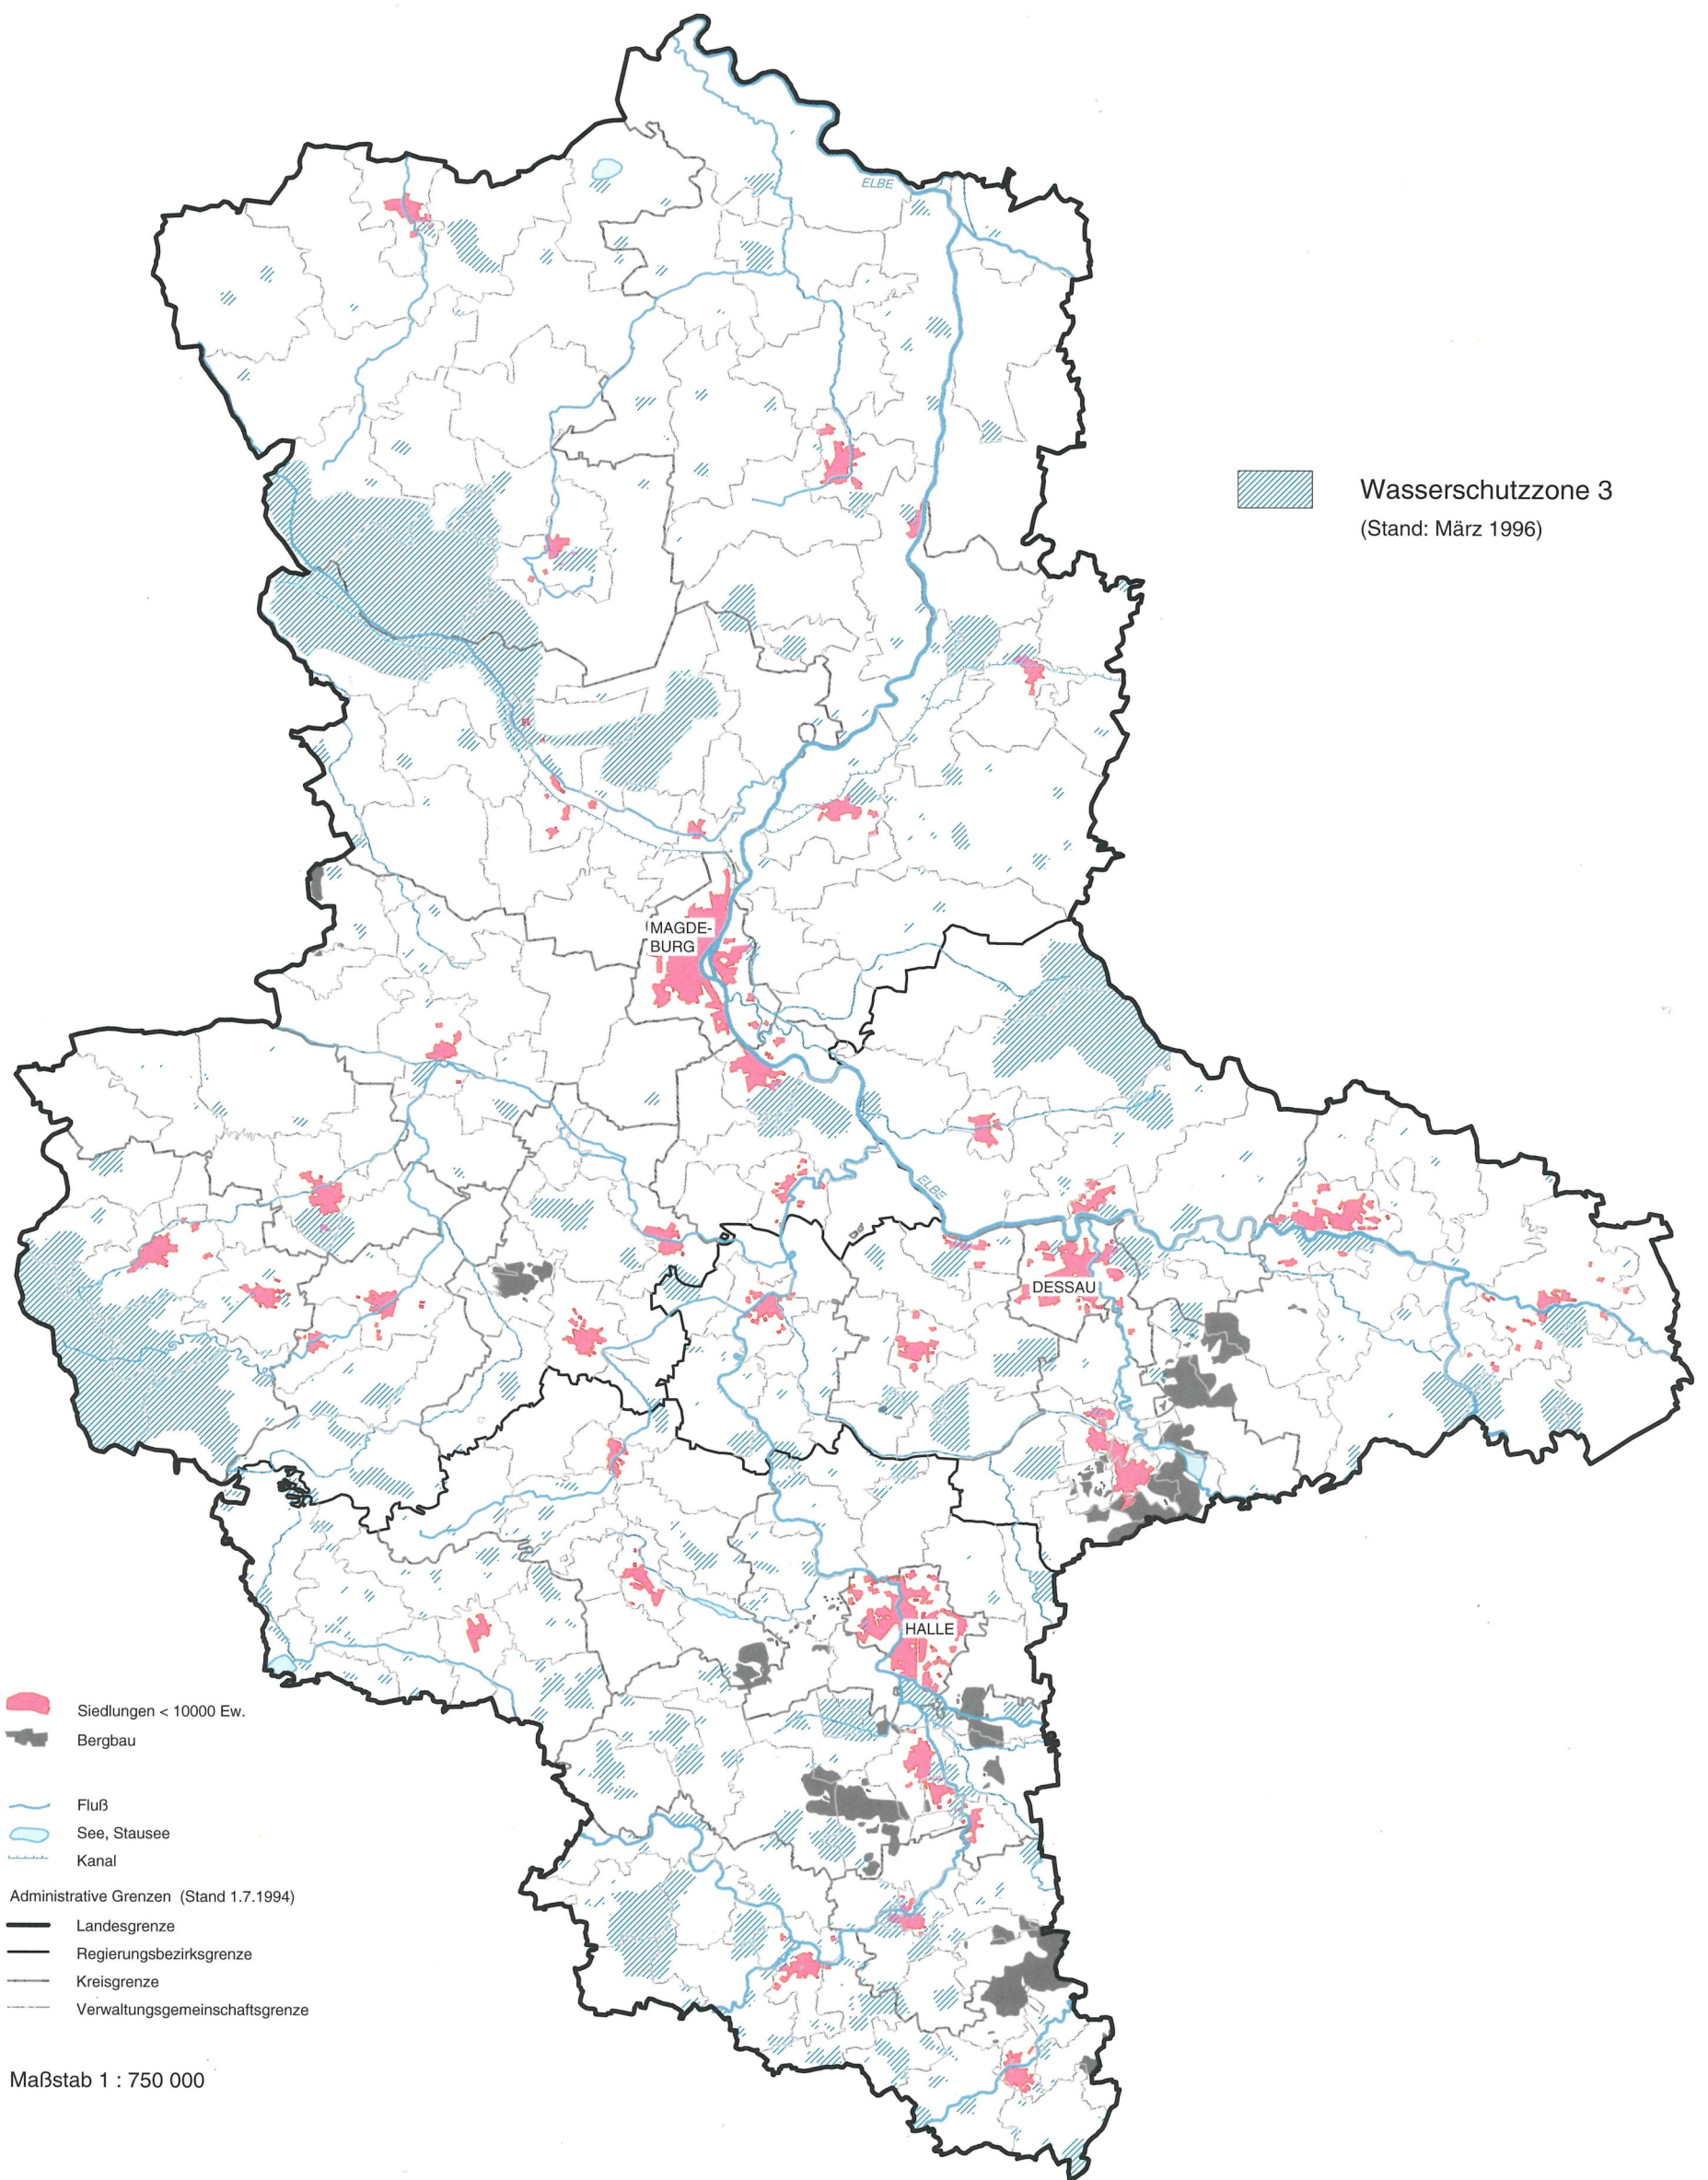 ELBE
Wasserschutzzone 3
(Stand: März 1996)
MAGDE-
BURG
ELBE
DESSAU
HALLE
Siedlungen < 10000 Ew.
Bergbau
Fluß
See, Stausee
Kanal
Administrative Grenzen (Stand 1.7.1994)
Landesgrenze
Regierungsbezirksgrenze
Kreisgrenze
Verwaltungsgemeinschaftsgrenze
Maßstab 1 : 750 000